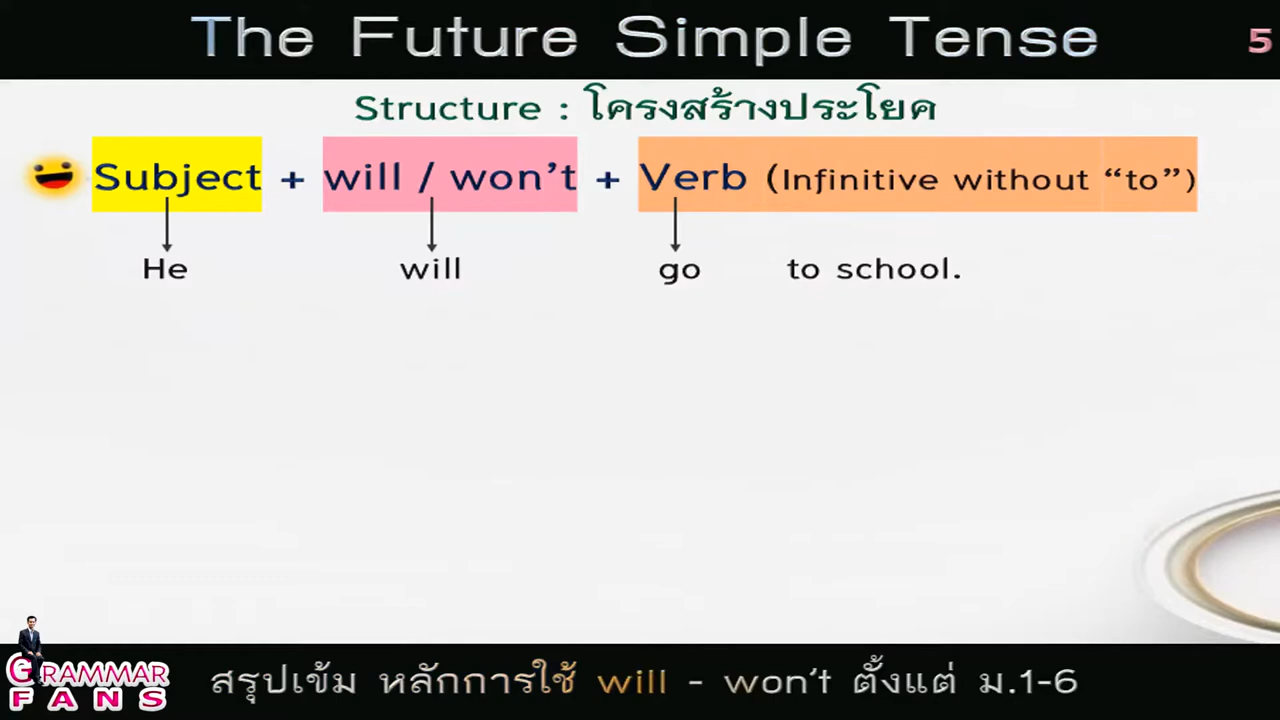 The Future Simple Tense
5
Structure : โครงสร้างประโยค
Subject + will / won’t + Verb (Infinitive without “to”)
He will go to school.
GRAMMAR
FANS
สรุปเข้ม หลักการใช้ will - won’t ตั้งแต่ ม.1-6